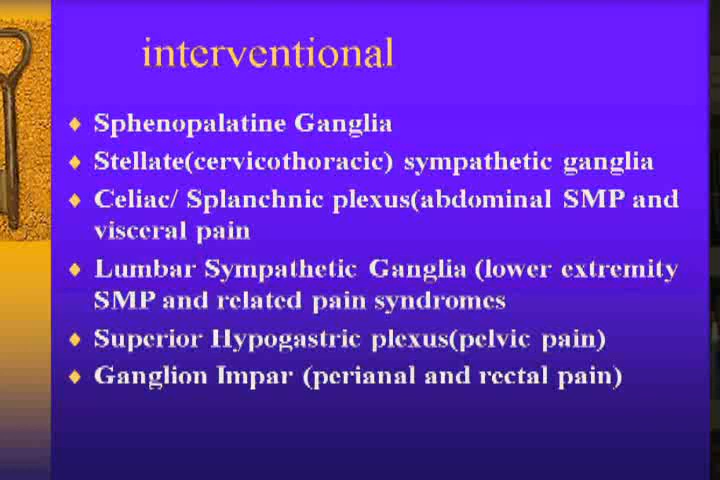 interventional
Sphenopalatine Ganglia
Stellate(cervicothoracic) sympathetic ganglia
Celiac/ Splanchnic plexus(abdominal SMP and
visceral pain
Lumbar Sympathetic Ganglia (lower extremity
SMP and related pain syndromes
Superior Hypogastric plexus(pelvic pain)
Ganglion Impar (perianal and rectal pain)